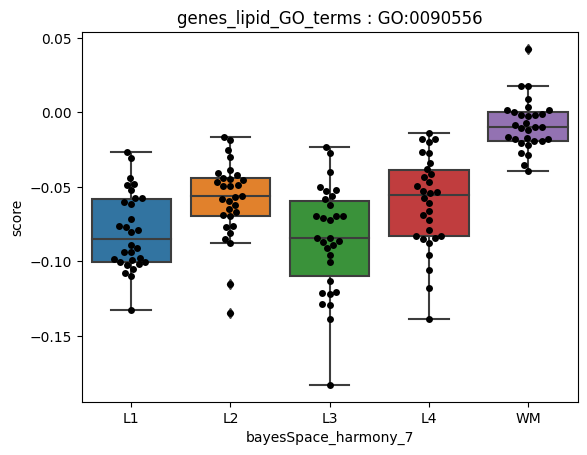 genes_lipid_GO_terms : GO:0090556
0.05
0.00
−0.05
−0.10
−0.15
score
L1 L2 L3 L4 WM
bayesSpace_harmony_7